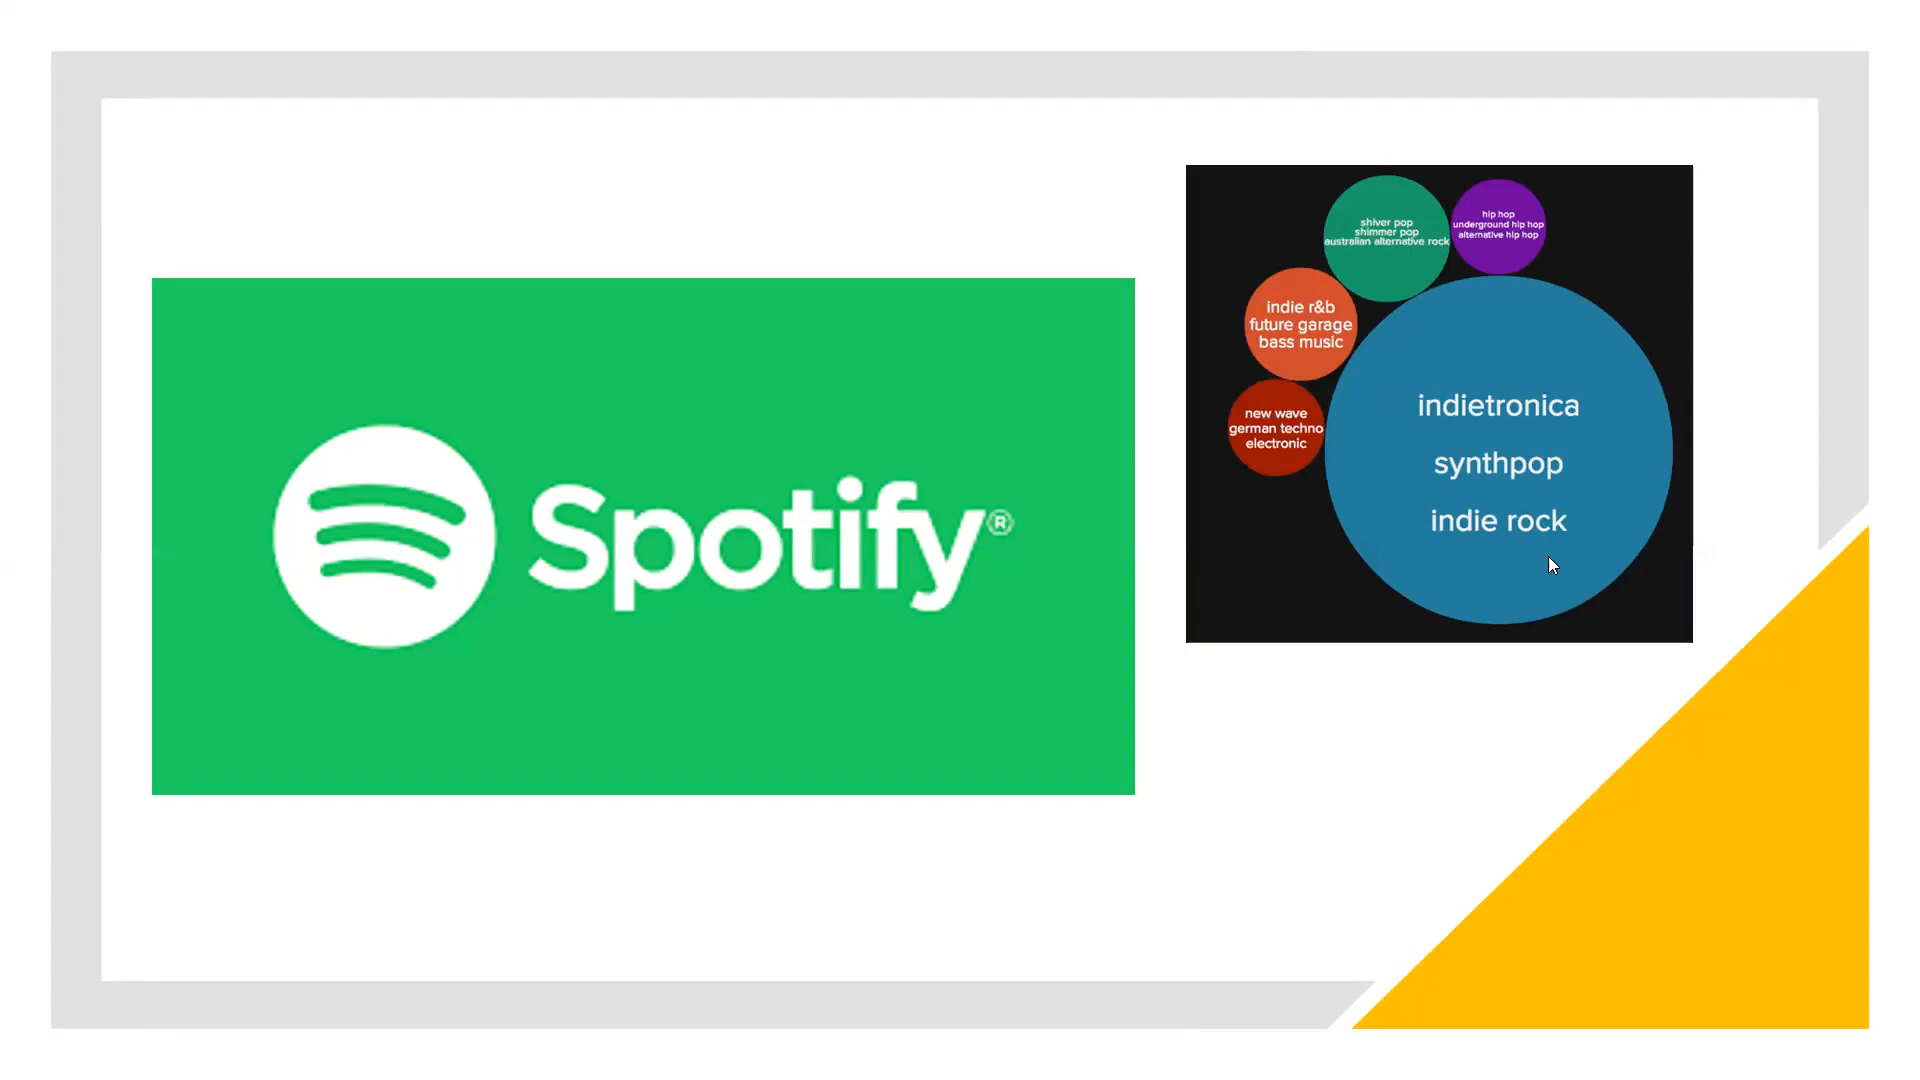 Spotify®
shiver pop
shimmer pop
australian alternative rock
hip hop
underground hip hop
alternative hip hop
indie r&b
future garage
bass music
new wave
german techno
electronic
indietronica
synthpop
indie rock